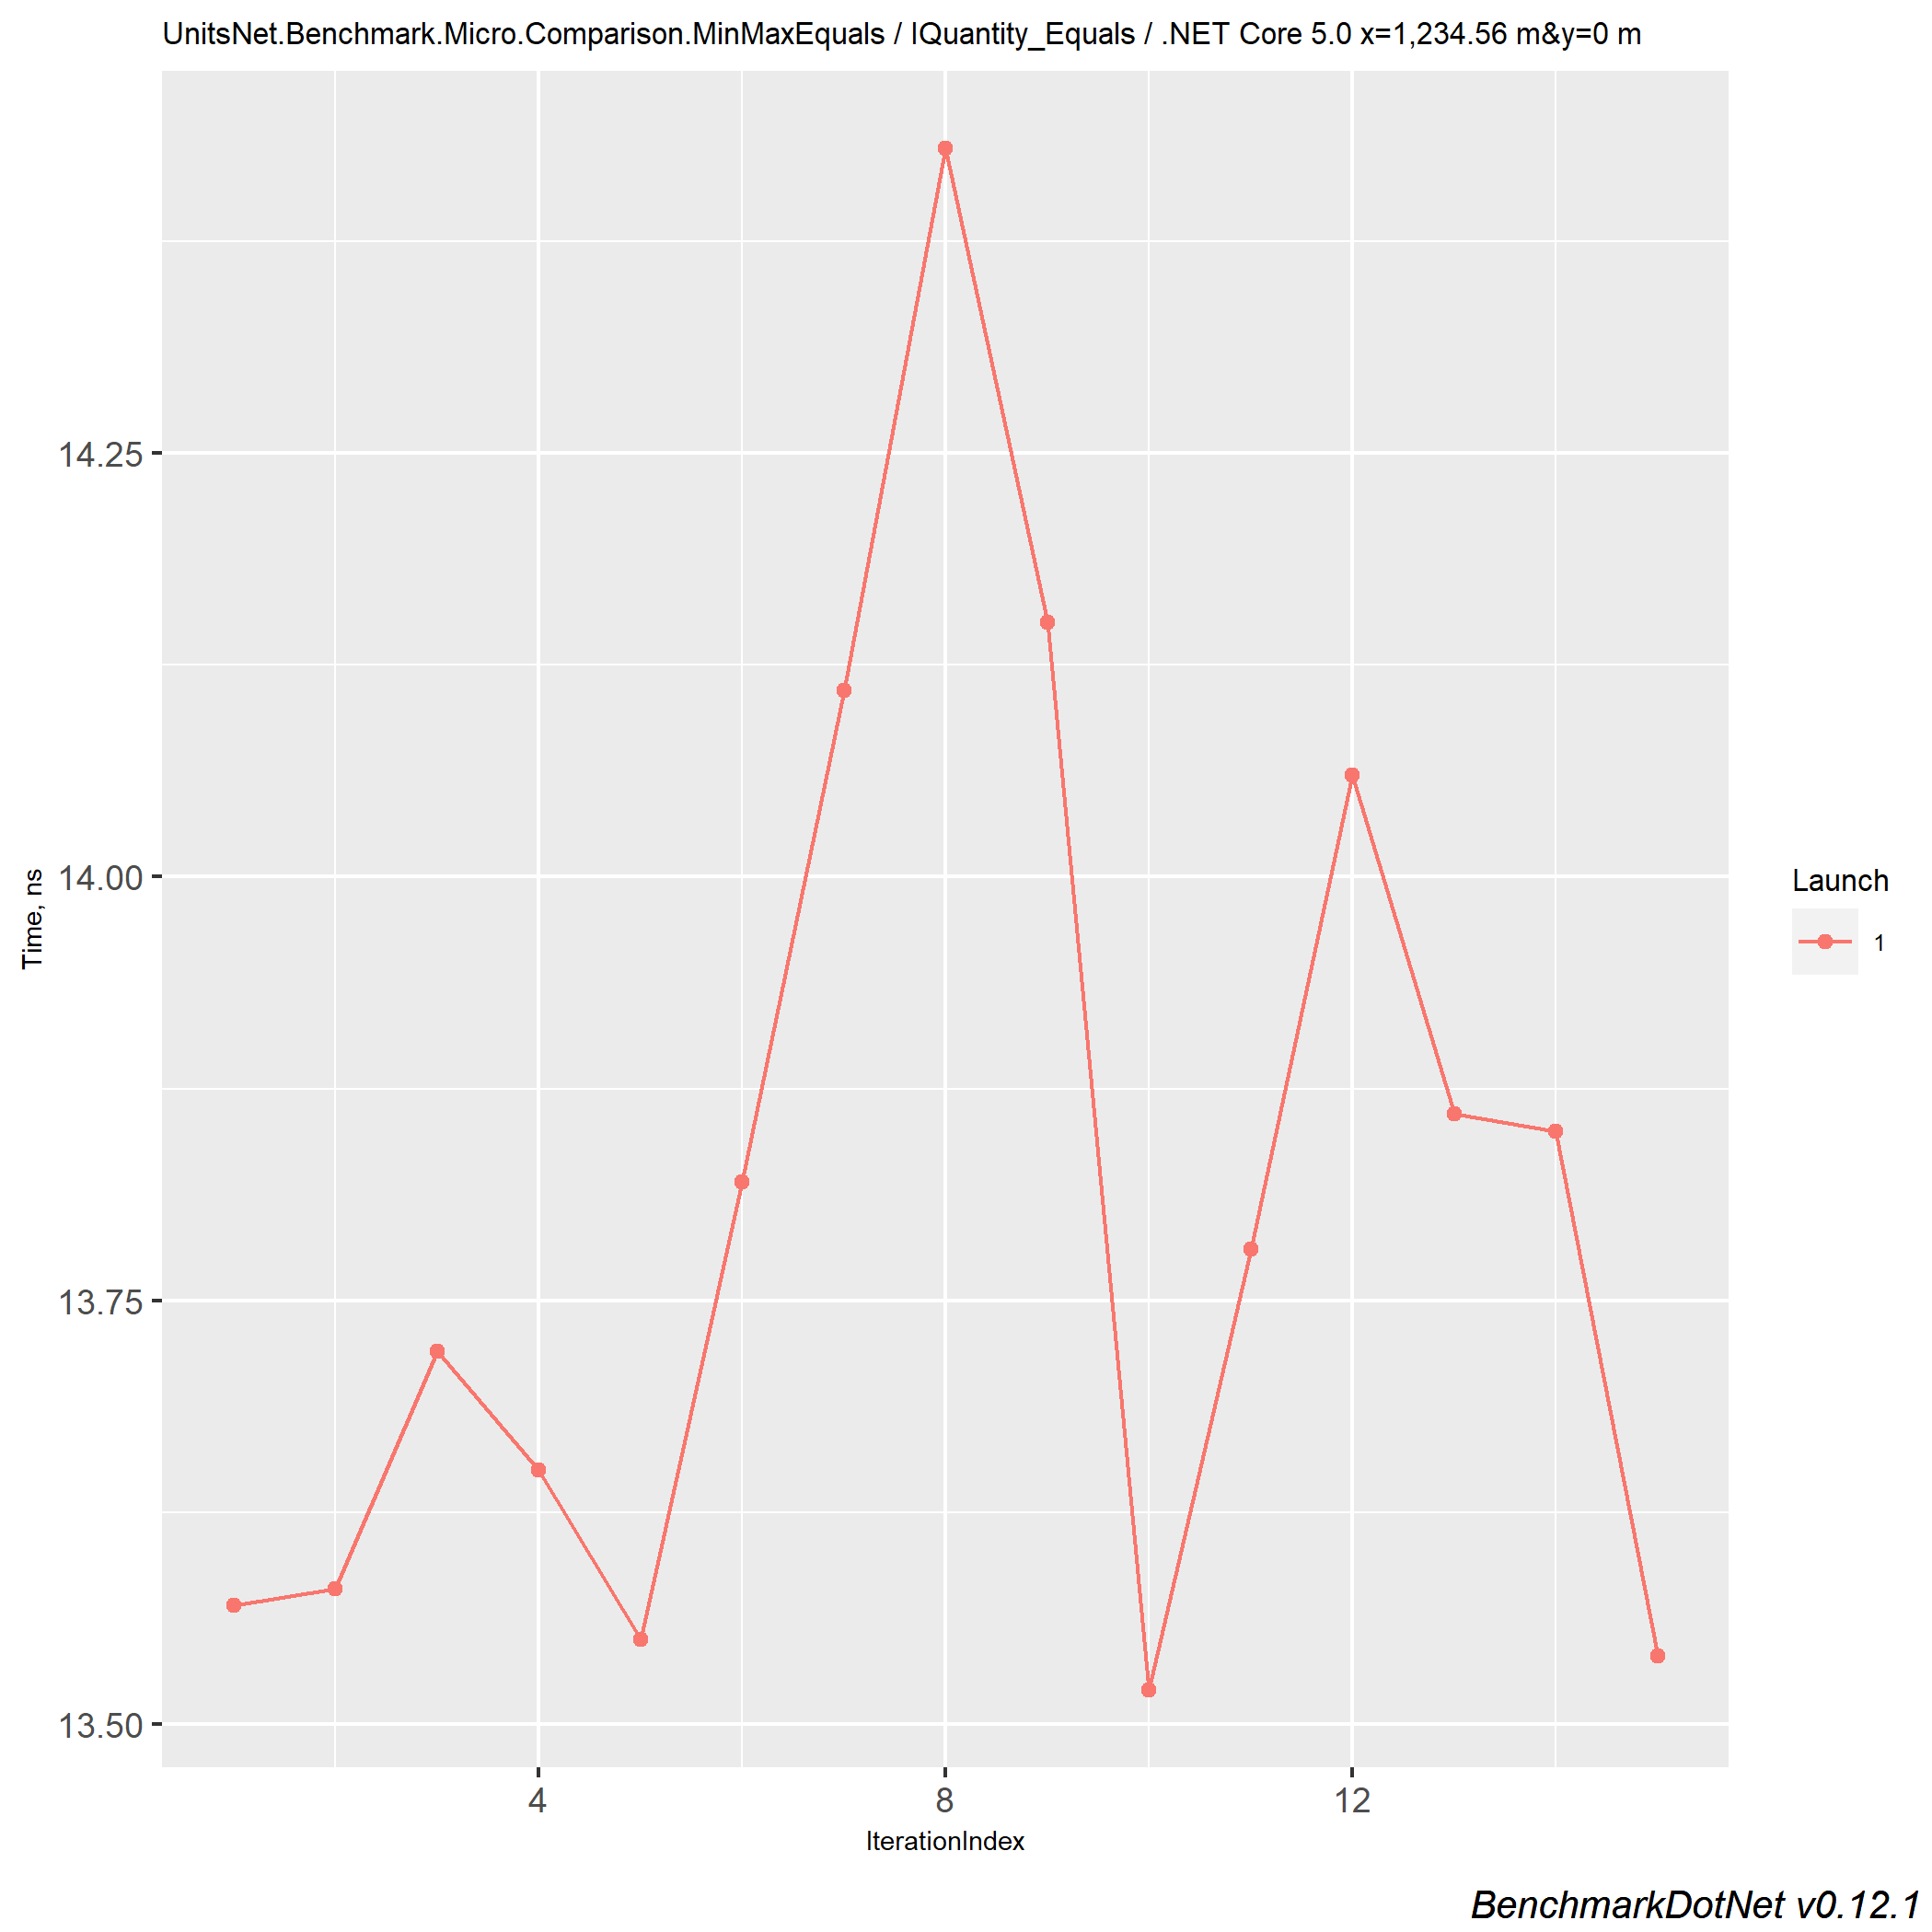 UnitsNet.Benchmark.Micro.Comparison.MinMaxEquals / IQuantity_Equals / .NET Core 5.0 x=1,234.56 m&y=0 m
14.25
14.00
13.75
13.50
Time, ns
4 8 12
IterationIndex
Launch
1
BenchmarkDotNet v0.12.1